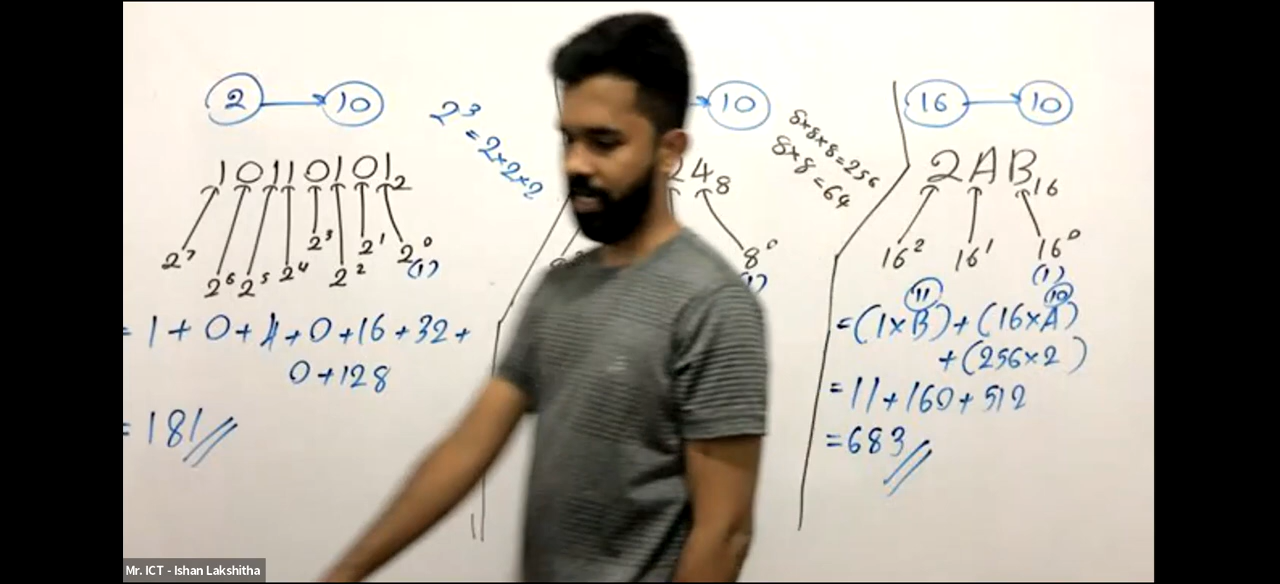 2 → 10
10110101₂
2⁷ 2⁶ 2⁵ 2⁴ 2³ 2² 2¹ 2⁰
(1)
= 1 + 0 + 4 + 0 + 16 + 32 +
0 + 128
= 181
2³ = 2×2×2
→ 10
24₈
8⁰
8×8×8=256
8×8=64
16 → 10
2AB₁₆
16² 16¹ 16⁰
(1)
11 10
=(1×B)+(16×A)
+(256×2)
= 11+160+512
= 683
Mr. ICT - Ishan Lakshitha